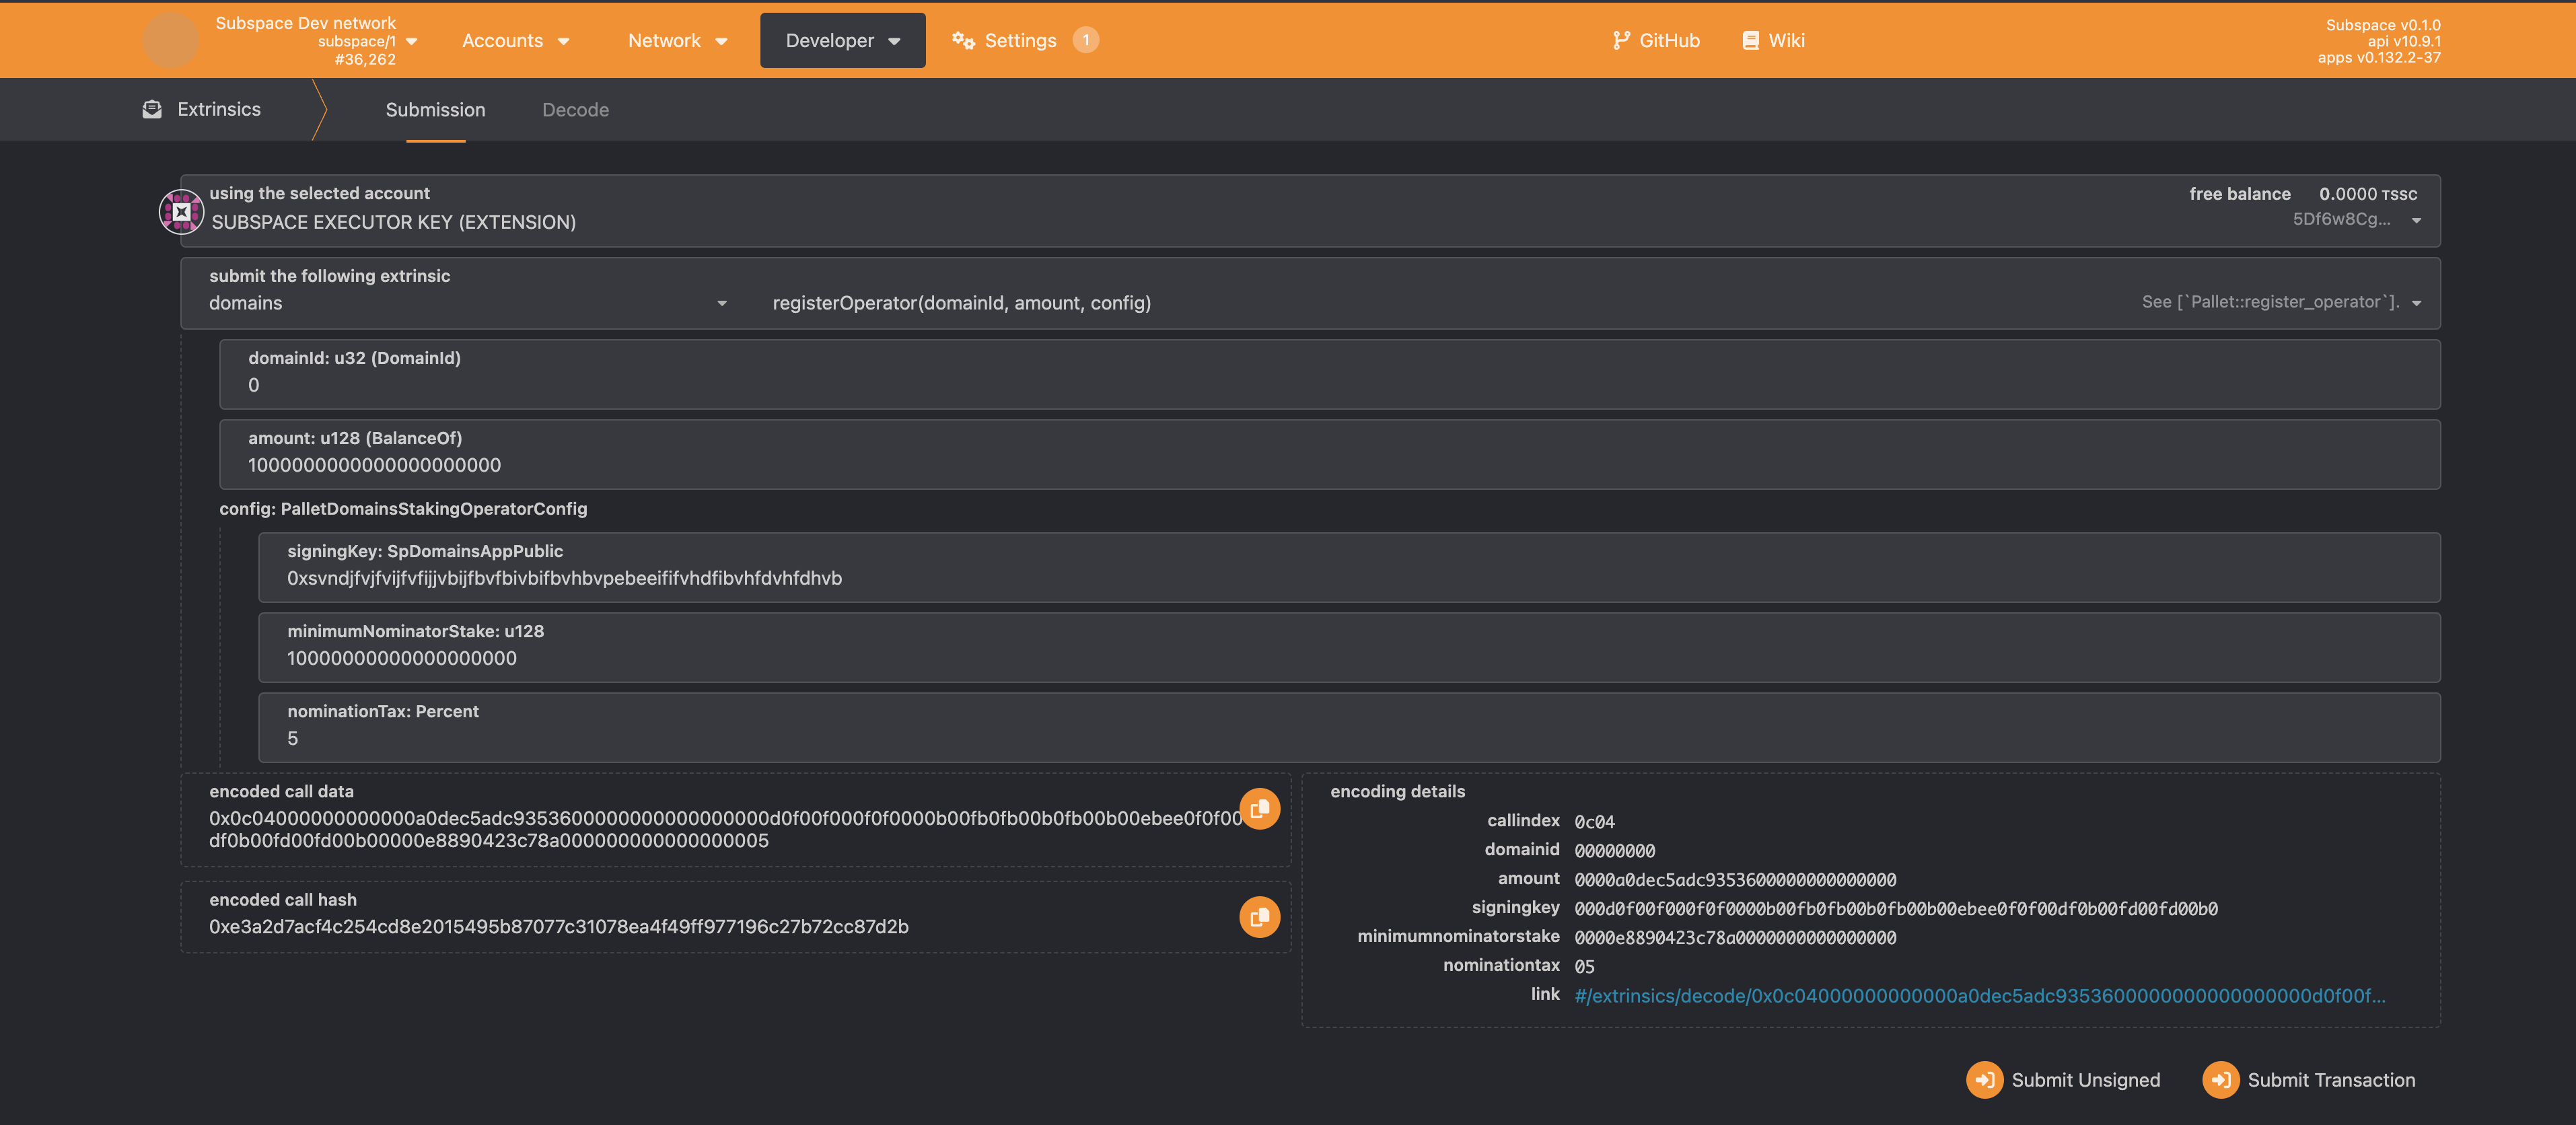 Subspace Dev network
subspace/1
#36,262
Accounts
Network
Developer
Settings
1
GitHub
Wiki
Subspace v0.1.0
api v10.9.1
apps v0.132.2-37
Extrinsics
Submission
Decode
using the selected account
SUBSPACE EXECUTOR KEY (EXTENSION)
free balance 0.0000 TSSC
5Df6w8Cg...
submit the following extrinsic
domains
registerOperator(domainId, amount, config)
See [`Pallet::register_operator`].
domainId: u32 (DomainId)
0
amount: u128 (BalanceOf)
1000000000000000000000
config: PalletDomainsStakingOperatorConfig
signingKey: SpDomainsAppPublic
0xsvndjfvjfvijfvfijjvbijfbvfbivbifbvhbvpebeeififvhdfibvhfdvhfdhvb
minimumNominatorStake: u128
10000000000000000000
nominationTax: Percent
5
encoded call data
0x0c04000000000000a0dec5adc9353600000000000000000d0f00f000f0f0000b00fb0fb00b0fb00b00ebee0f0f00
df0b00fd00fd00b00000e8890423c78a000000000000000005
encoded call hash
0xe3a2d7acf4c254cd8e2015495b87077c31078ea4f49ff977196c27b72cc87d2b
encoding details
callindex 0c04
domainid 00000000
amount 0000a0dec5adc9353600000000000000
signingkey 000d0f00f000f0f0000b00fb0fb00b0fb00b00ebee0f0f00df0b00fd00fd00b0
minimumnominatorstake 0000e8890423c78a0000000000000000
nominationtax 05
link #/extrinsics/decode/0x0c04000000000000a0dec5adc9353600000000000000000d0f00f...
Submit Unsigned
Submit Transaction